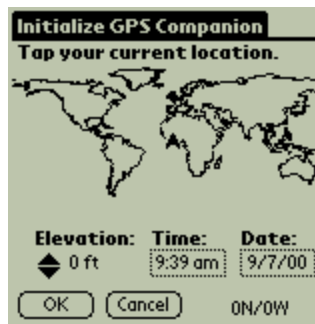 Initialize GPS Companion
Tap your current location.
Elevation: Time: Date:
0 ft 9:39 am 9/7/00
OK Cancel 0N/0W